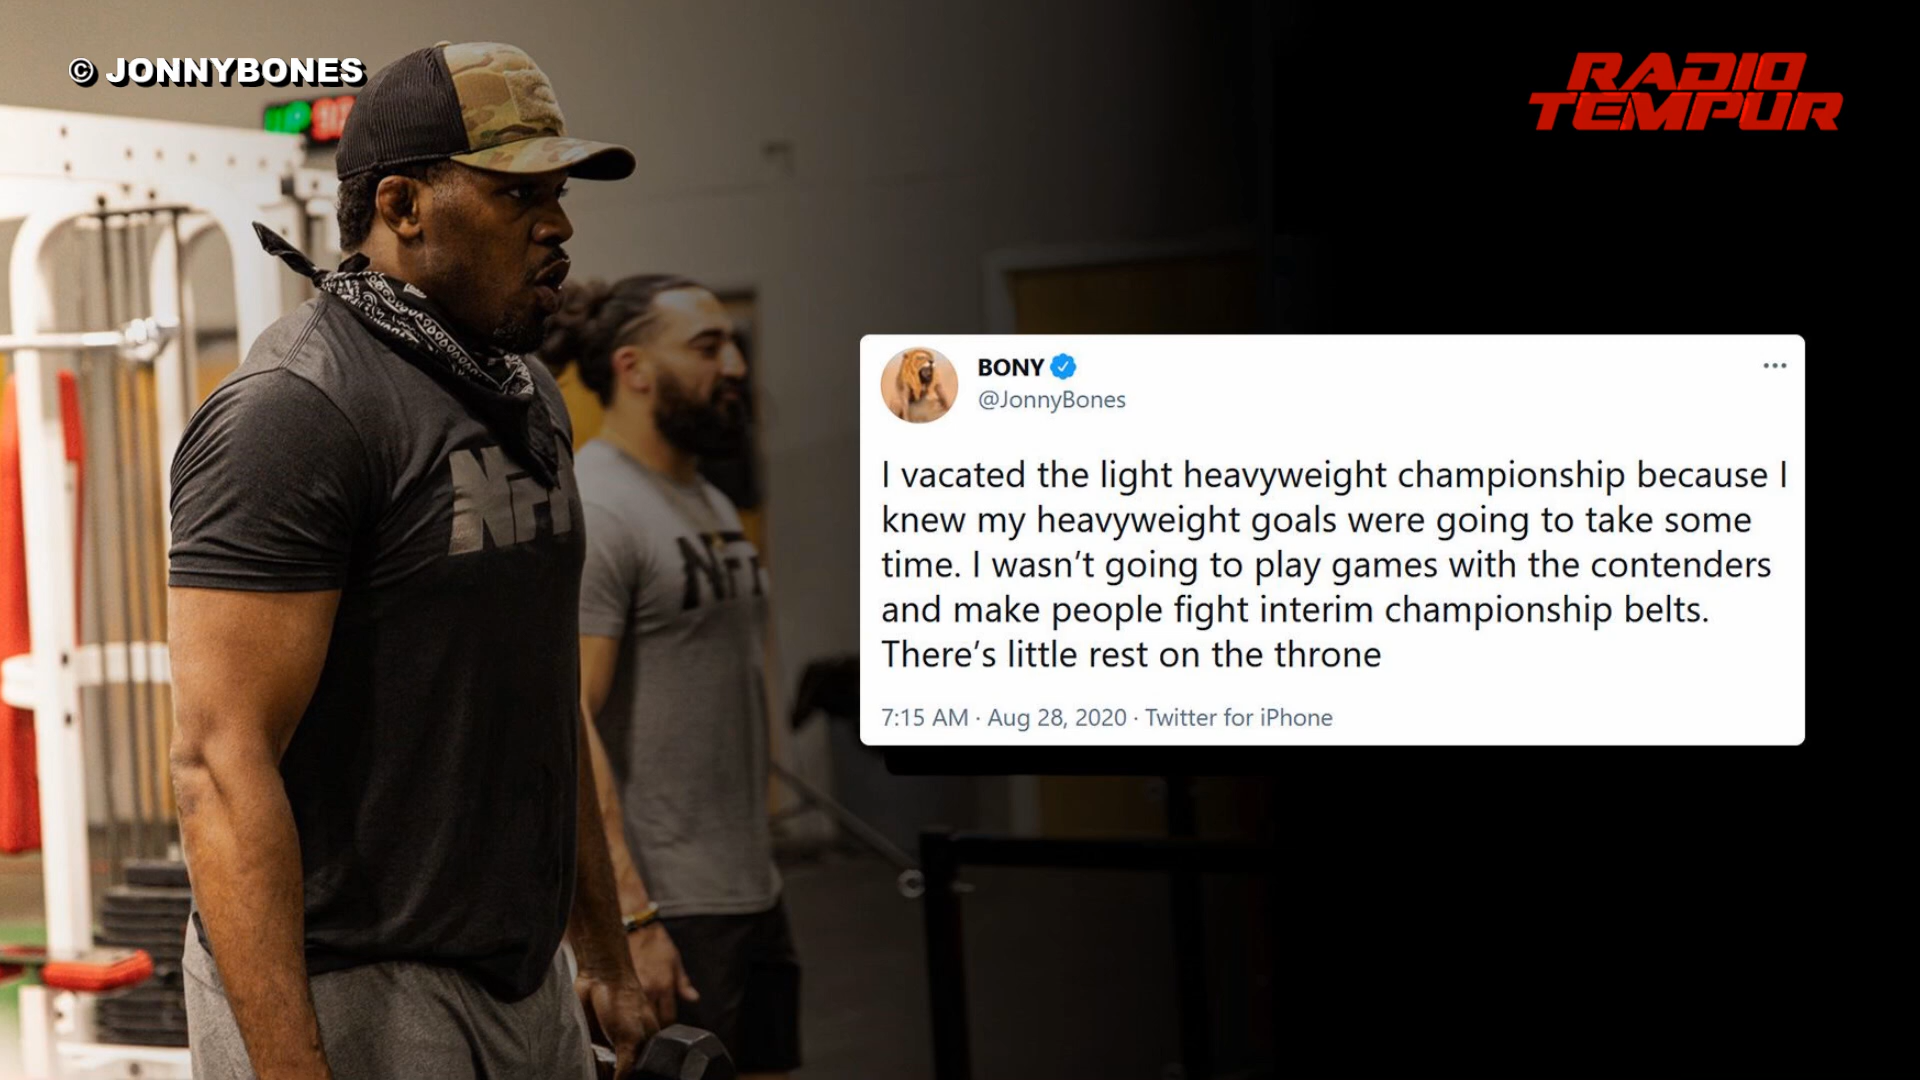 © JONNYBONES
RADIO
TEMPUR
BONY
@JonnyBones
I vacated the light heavyweight championship because I
knew my heavyweight goals were going to take some
time. I wasn’t going to play games with the contenders
and make people fight interim championship belts.
There’s little rest on the throne
7:15 AM · Aug 28, 2020 · Twitter for iPhone